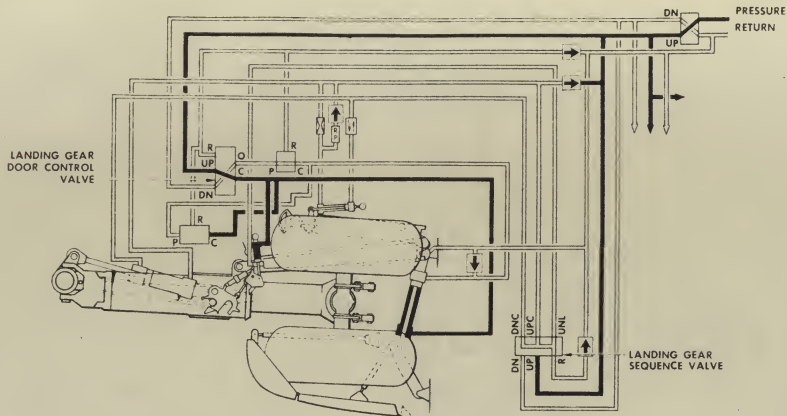 DN
PRESSURE
RETURN
UP
LANDING GEAR
DOOR CONTROL
VALVE
R
UP
DN
O
C
R
P
C
R
P
C
DNC
UPC
UNL
DN
UP
R
LANDING GEAR
SEQUENCE VALVE